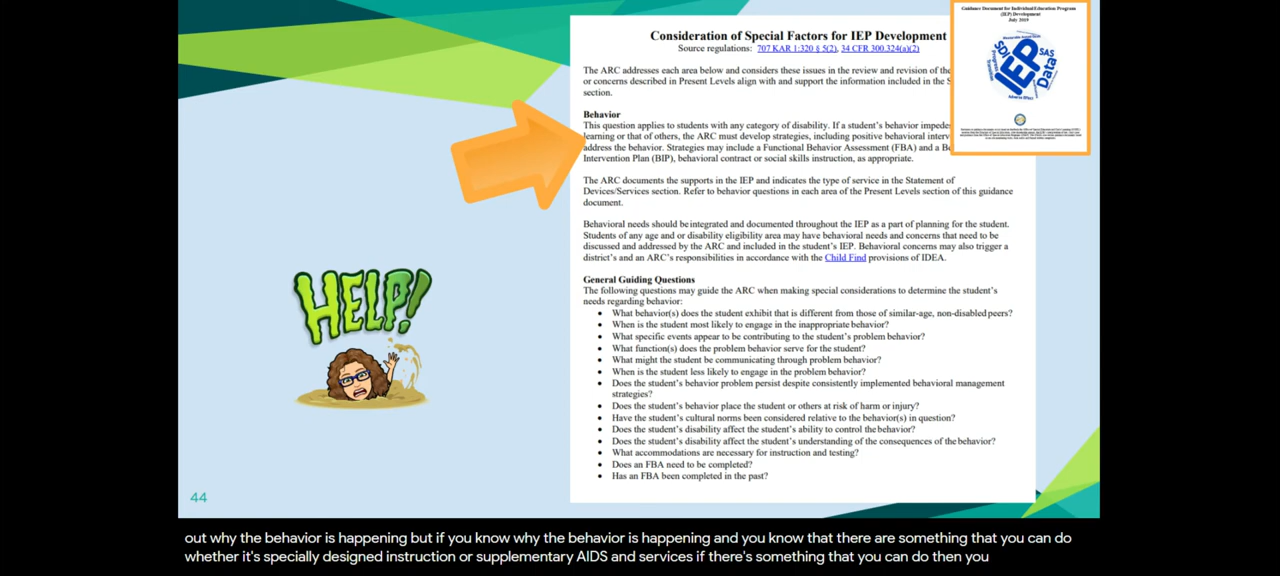 Consideration of Special Factors for IEP Development
Source regulations: 707 KAR 1:320 § 5(2), 34 CFR 300.324(a)(2)
The ARC addresses each area below and considers these issues in the review and revision of the
or concerns described in Present Levels align with and support the information included in the S
section.
Behavior
This question applies to students with any category of disability. If a student's behavior impedes
learning or that of others, the ARC must develop strategies, including positive behavioral interv
address the behavior. Strategies may include a Functional Behavior Assessment (FBA) and a Be
Intervention Plan (BIP), behavioral contract or social skills instruction, as appropriate.
The ARC documents the supports in the IEP and indicates the type of service in the Statement of
Devices/Services section. Refer to behavior questions in each area of the Present Levels section of this guidance
document.
Behavioral needs should be integrated and documented throughout the IEP as a part of planning for the student.
Students of any age and or disability eligibility area may have behavioral needs and concerns that need to be
discussed and addressed by the ARC and included in the student's IEP. Behavioral concerns may also trigger a
district's and an ARC's responsibilities in accordance with the Child Find provisions of IDEA.
General Guiding Questions
The following questions may guide the ARC when making special considerations to determine the student's
needs regarding behavior:
• What behavior(s) does the student exhibit that is different from those of similar-age, non-disabled peers?
• When is the student most likely to engage in the inappropriate behavior?
• What specific events appear to be contributing to the student's problem behavior?
• What function(s) does the problem behavior serve for the student?
• What might the student be communicating through problem behavior?
• When is the student less likely to engage in the problem behavior?
• Does the student's behavior problem persist despite consistently implemented behavioral management
strategies?
• Does the student's behavior place the student or others at risk of harm or injury?
• Have the student's cultural norms been considered relative to the behavior(s) in question?
• Does the student's disability affect the student's ability to control the behavior?
• Does the student's disability affect the student's understanding of the consequences of the behavior?
• What accommodations are necessary for instruction and testing?
• Does an FBA need to be completed?
• Has an FBA been completed in the past?
Guidance Document for Individual Education Program
(IEP) Development
July 2019
IEP
SDI
SAS
Data
HELP!
44
out why the behavior is happening but if you know why the behavior is happening and you know that there are something that you can do
whether it's specially designed instruction or supplementary AIDS and services if there's something that you can do then you